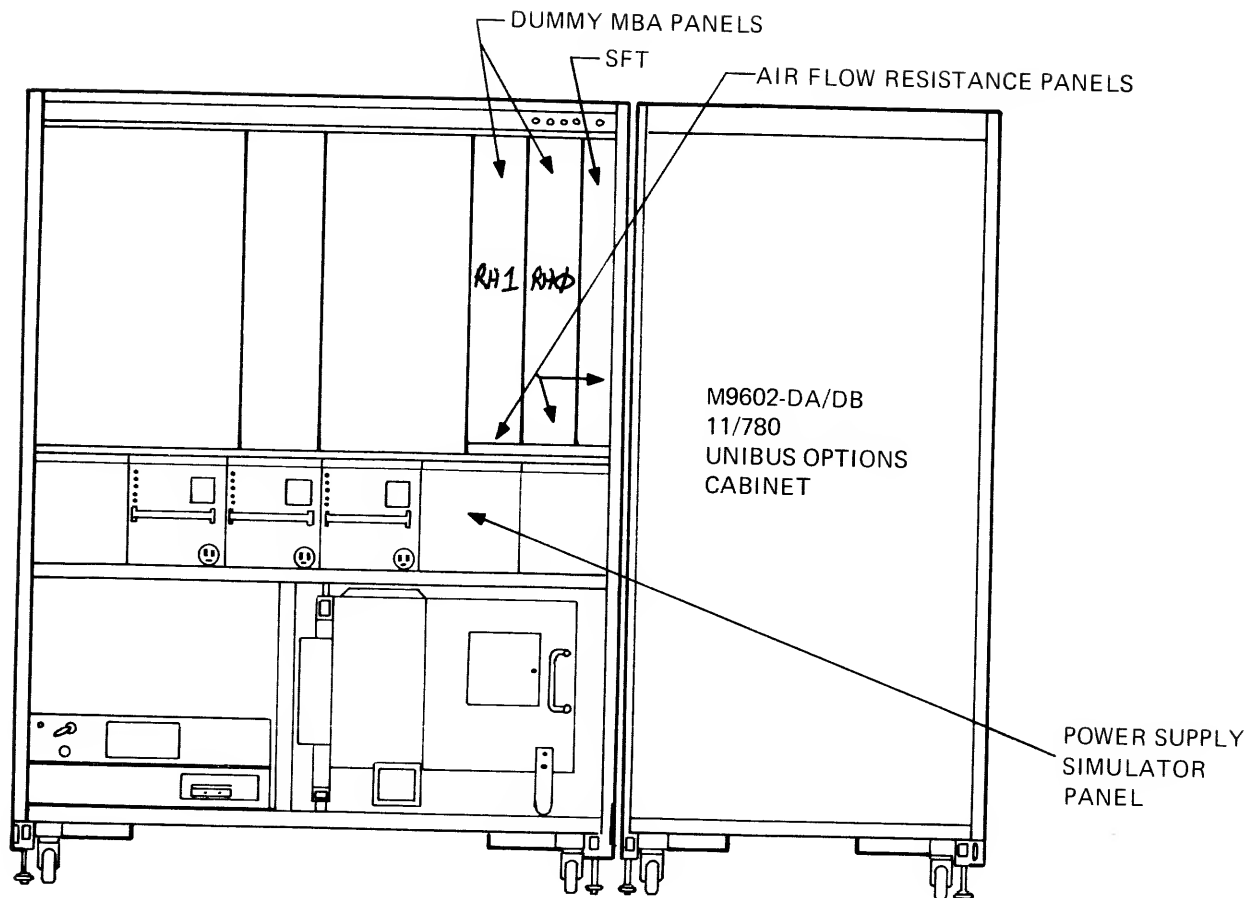 DUMMY MBA PANELS
SFT
AIR FLOW RESISTANCE PANELS
RH1
RHØ
M9602-DA/DB
11/780
UNIBUS OPTIONS
CABINET
POWER SUPPLY
SIMULATOR
PANEL